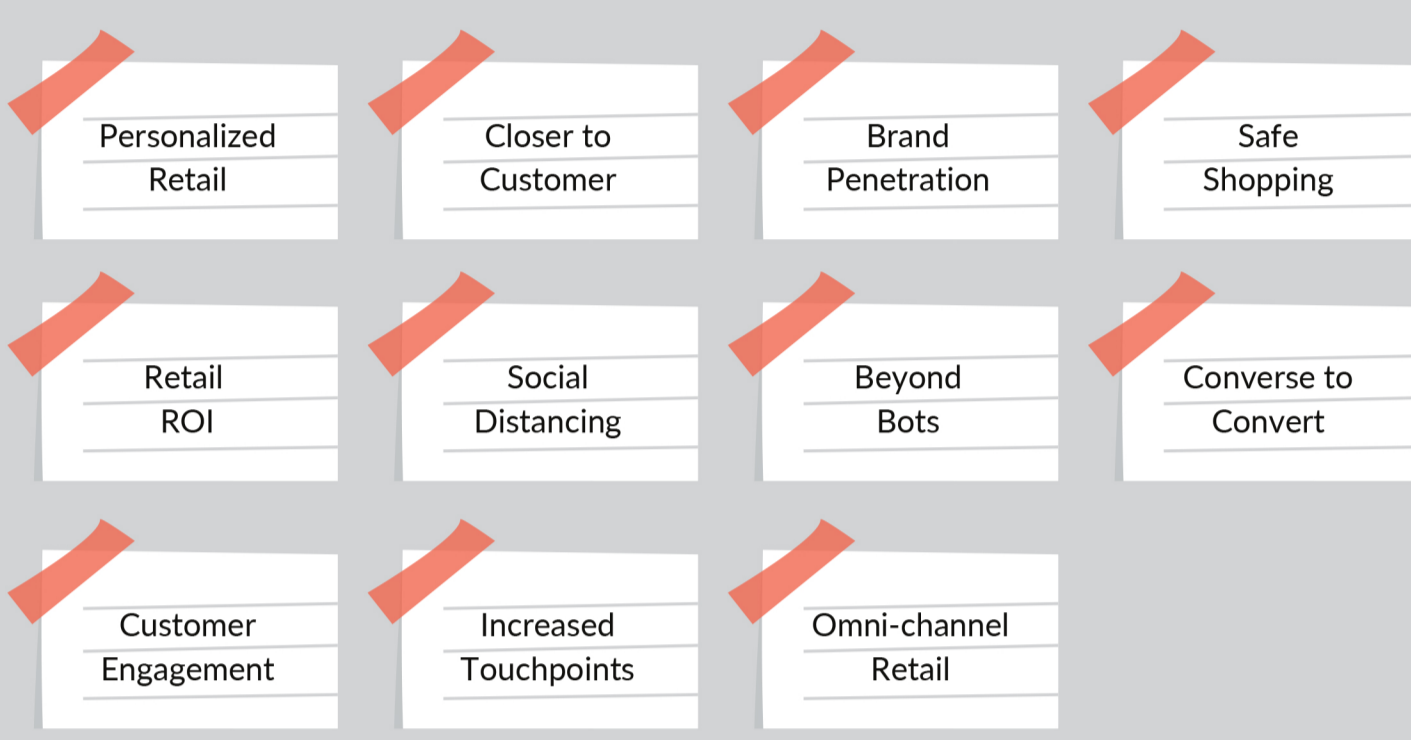 Personalized
Retail
Closer to
Customer
Brand
Penetration
Safe
Shopping
Retail
ROI
Social
Distancing
Beyond
Bots
Converse to
Convert
Customer
Engagement
Increased
Touchpoints
Omni-channel
Retail